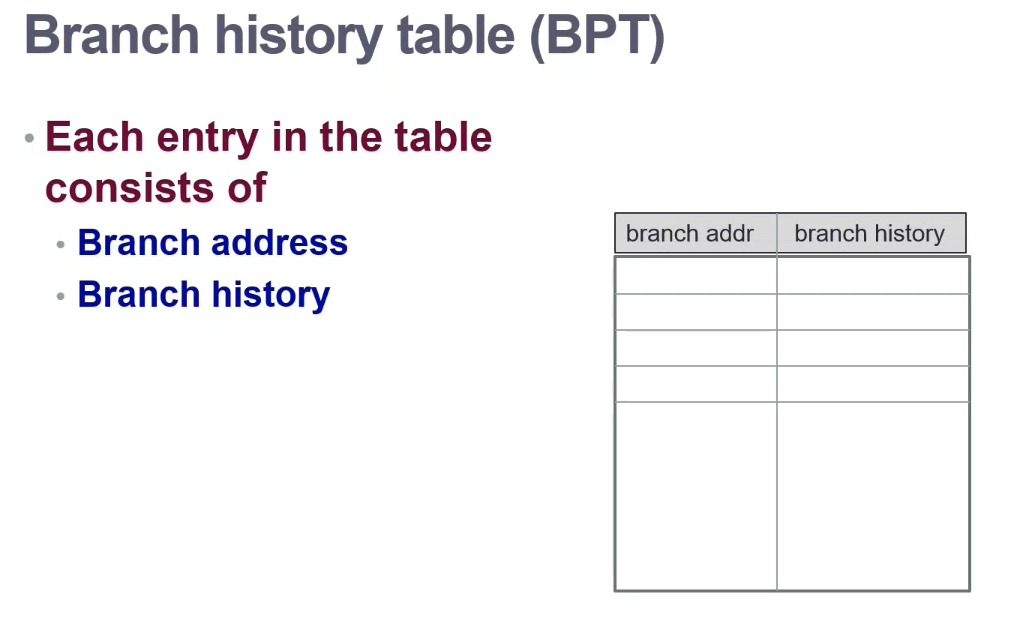 Branch history table (BPT)
• Each entry in the table
consists of
• Branch address
• Branch history
branch addr branch history